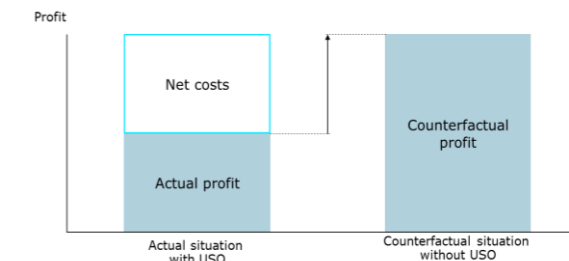 Profit
Net costs
Counterfactual
profit
Actual profit
Actual situation
with USO
Counterfactual situation
without USO